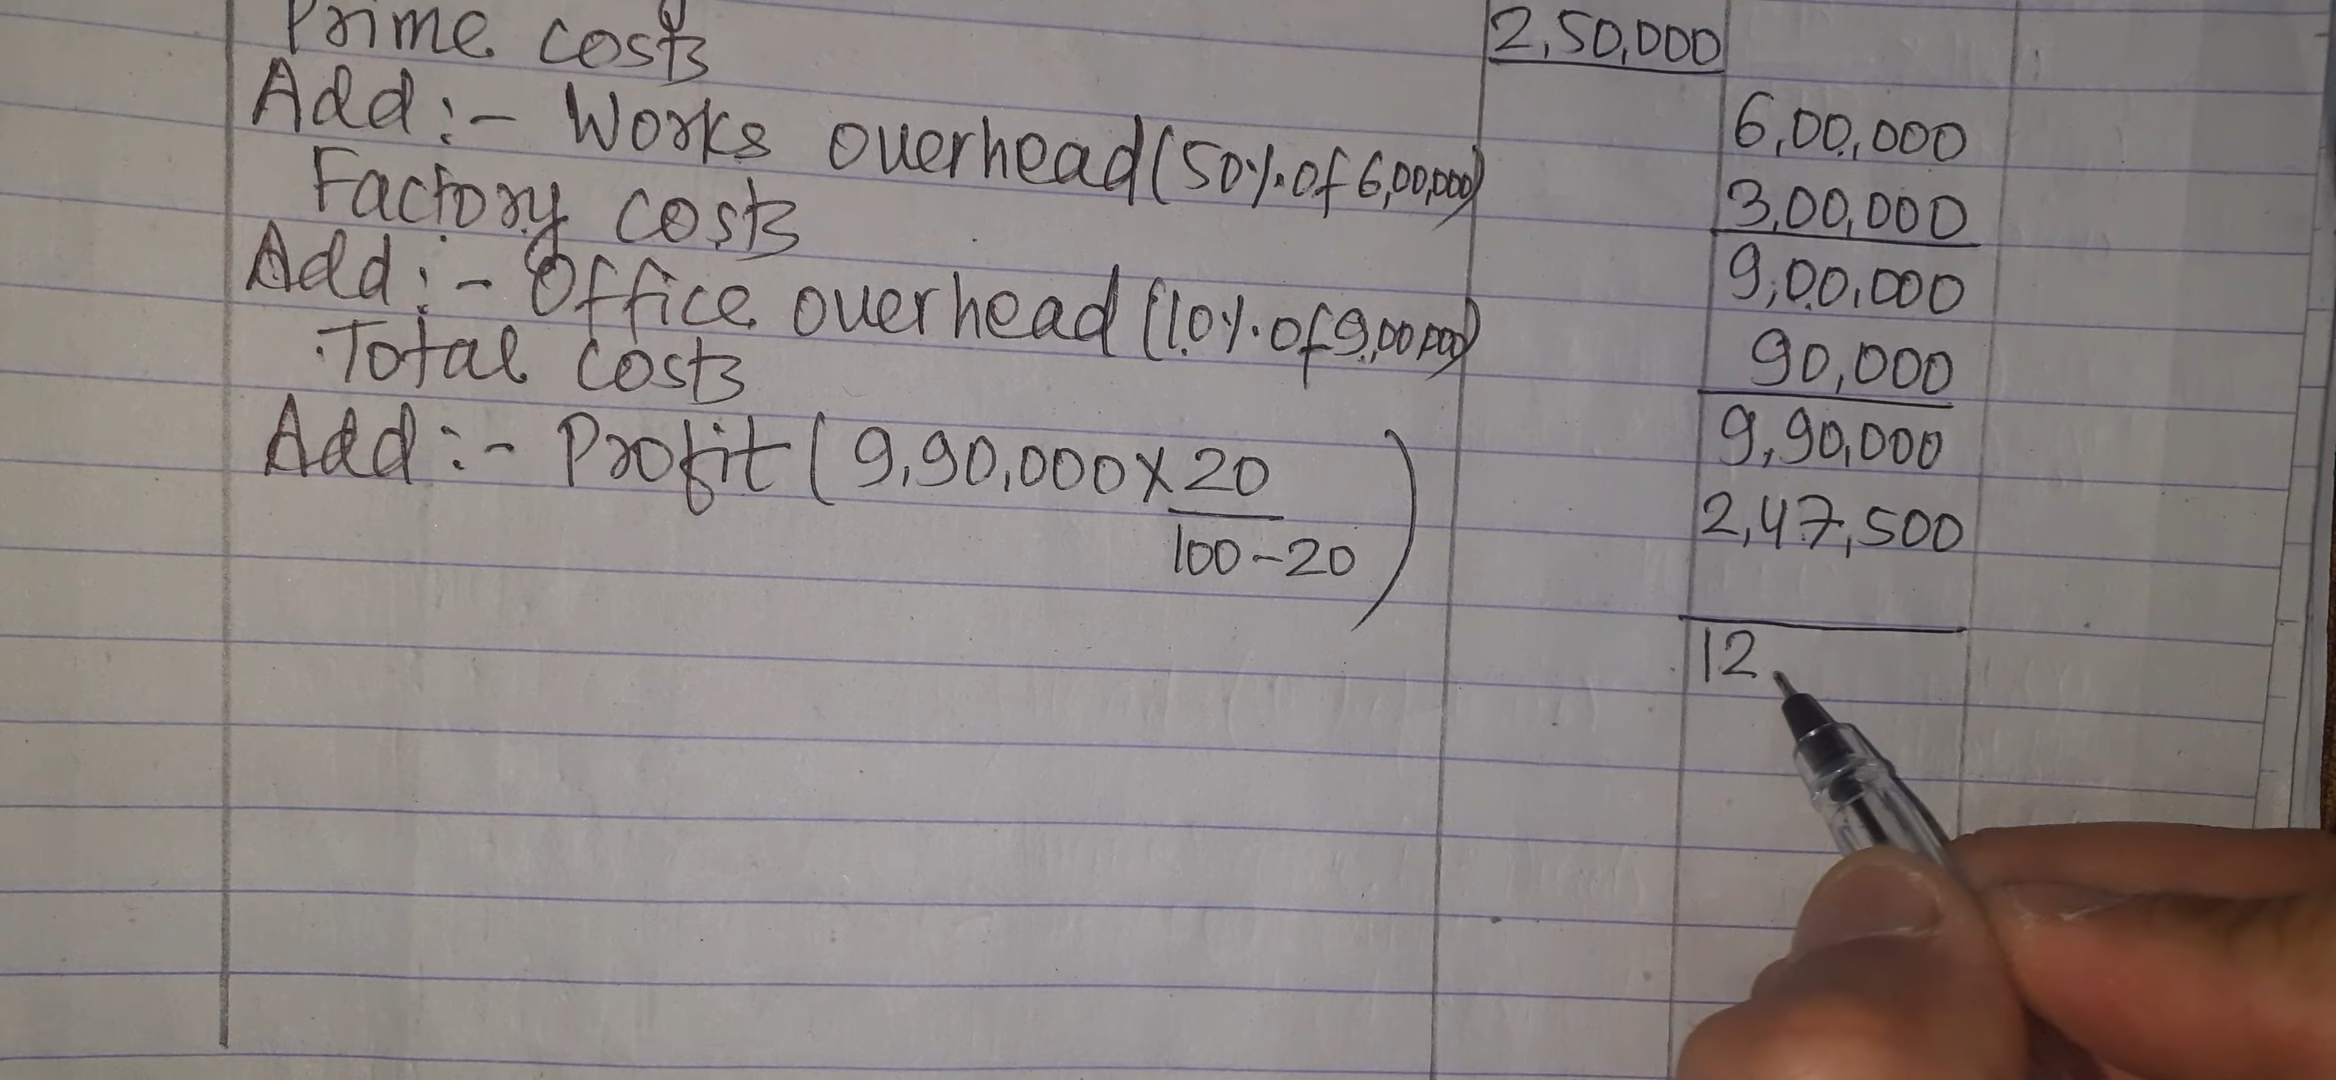 Prime costs 2,50,000
Add:- Works overhead (50% of 6,00,000) 6,00,000
Factory costs 3,00,000
Add:- Office overhead (10% of 9,00,000) 9,00,000
Total costs 90,000
Add:- Profit (9,90,000 X 20 9,90,000
100-20) 2,47,500
12